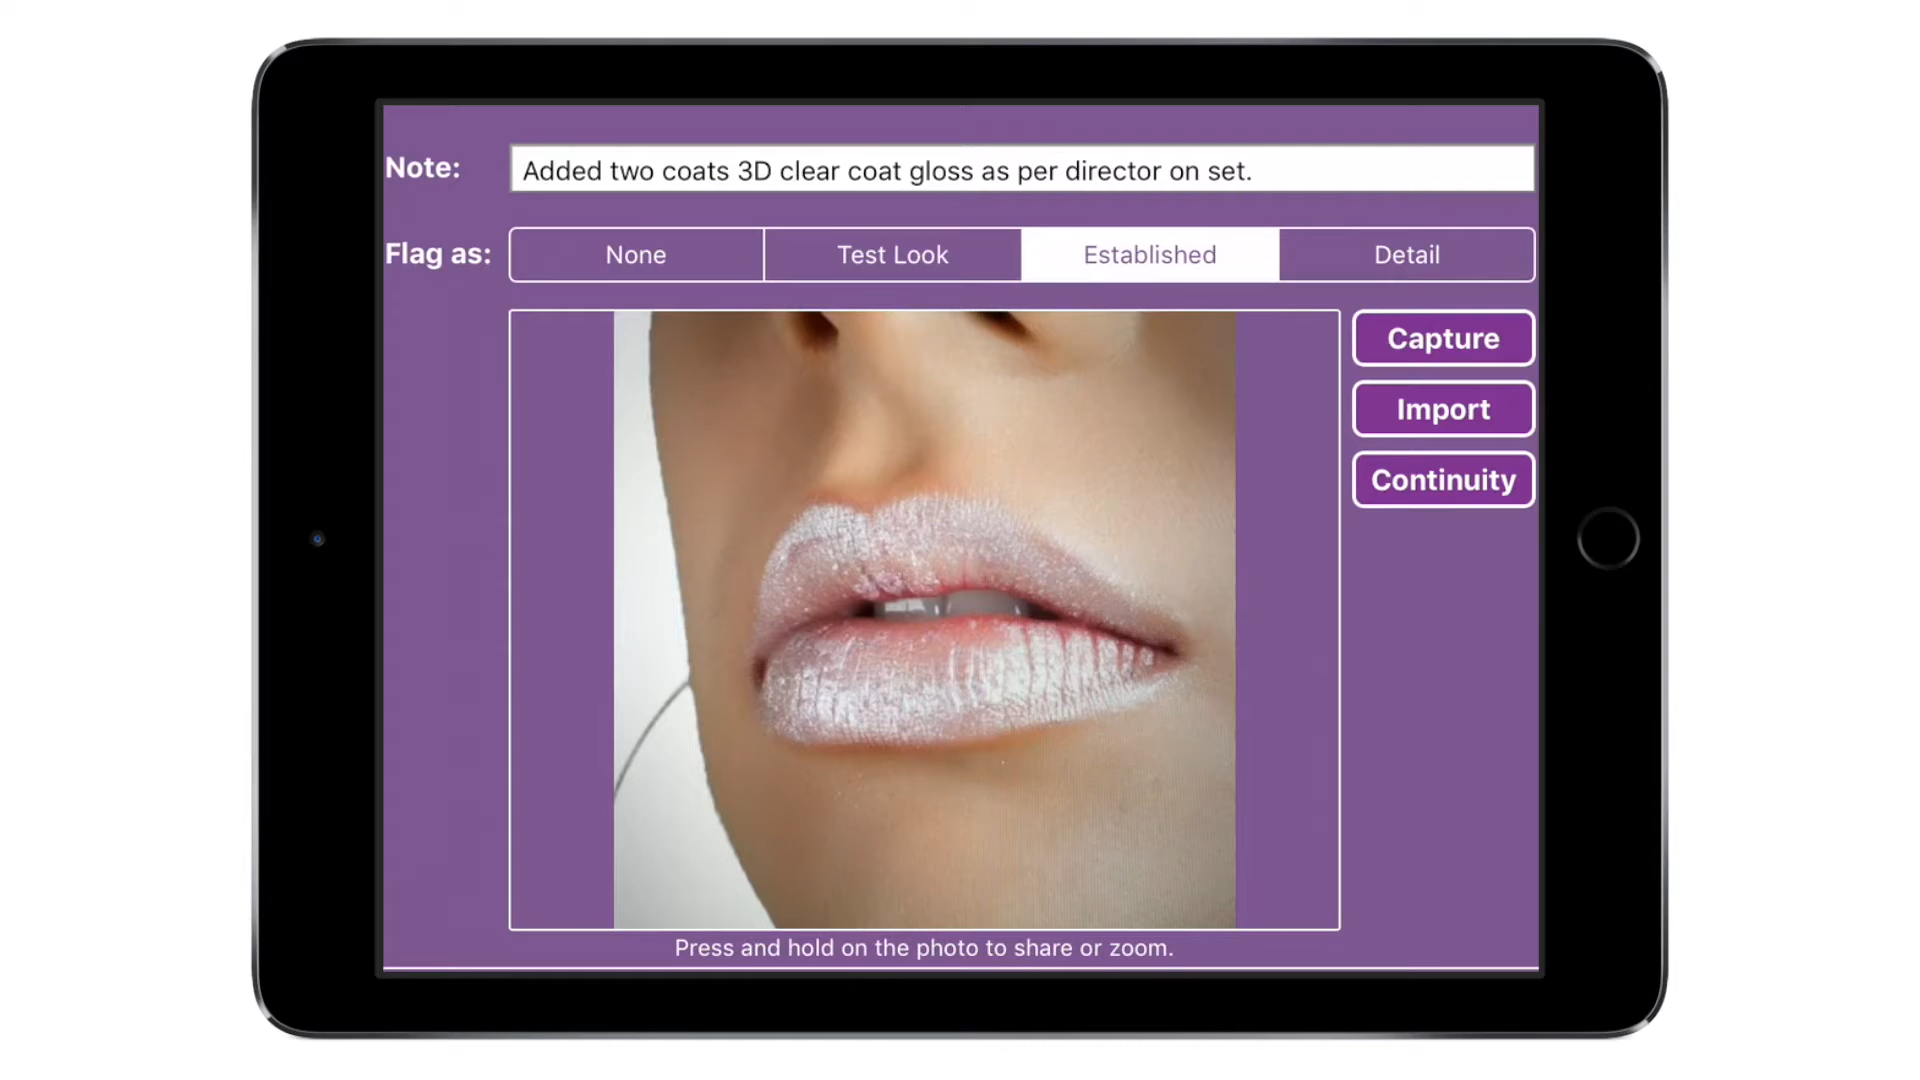 Note: Added two coats 3D clear coat gloss as per director on set.
Flag as: None Test Look Established Detail
Capture
Import
Continuity
Press and hold on the photo to share or zoom.